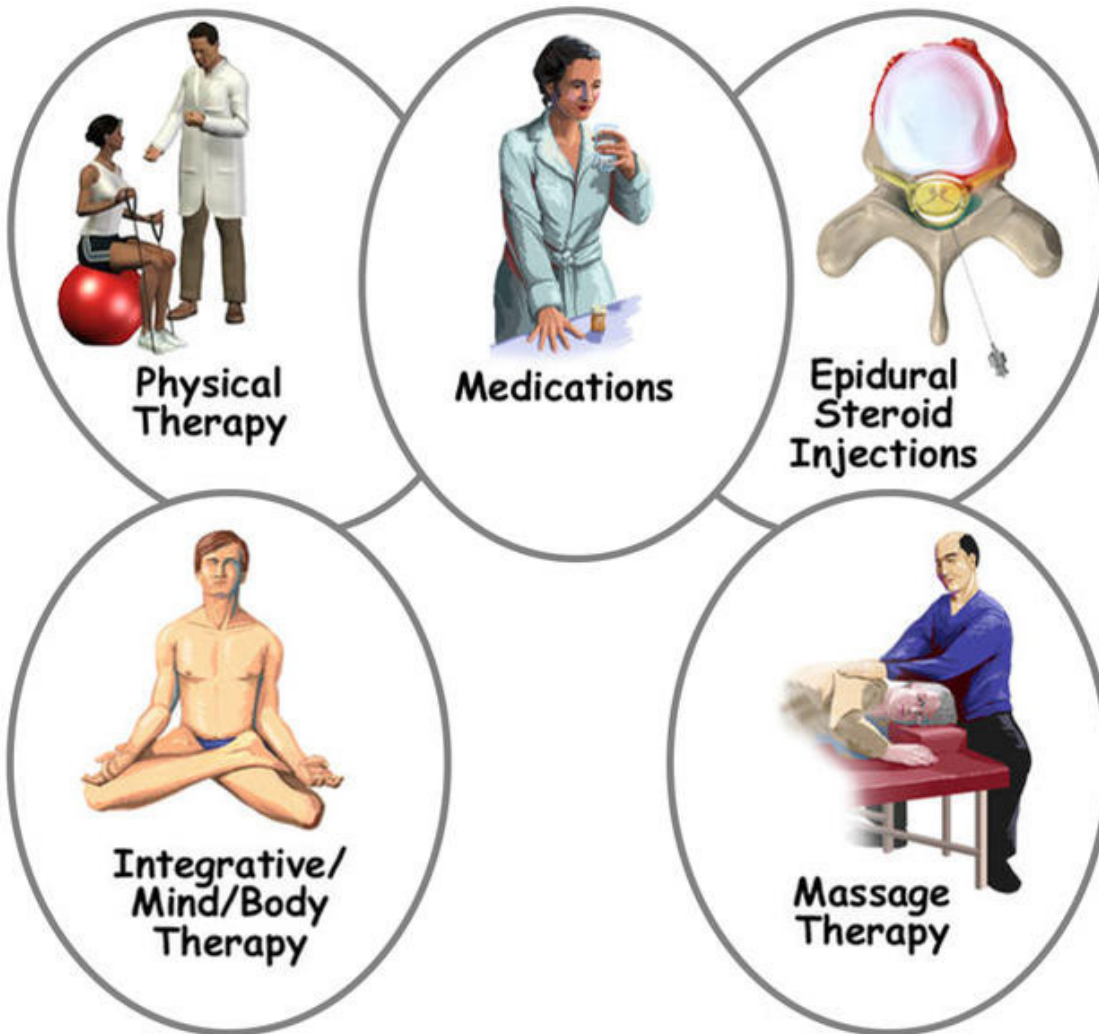 Physical
Therapy
Medications
Epidural
Steroid
Injections
Integrative/
Mind/Body
Therapy
Massage
Therapy